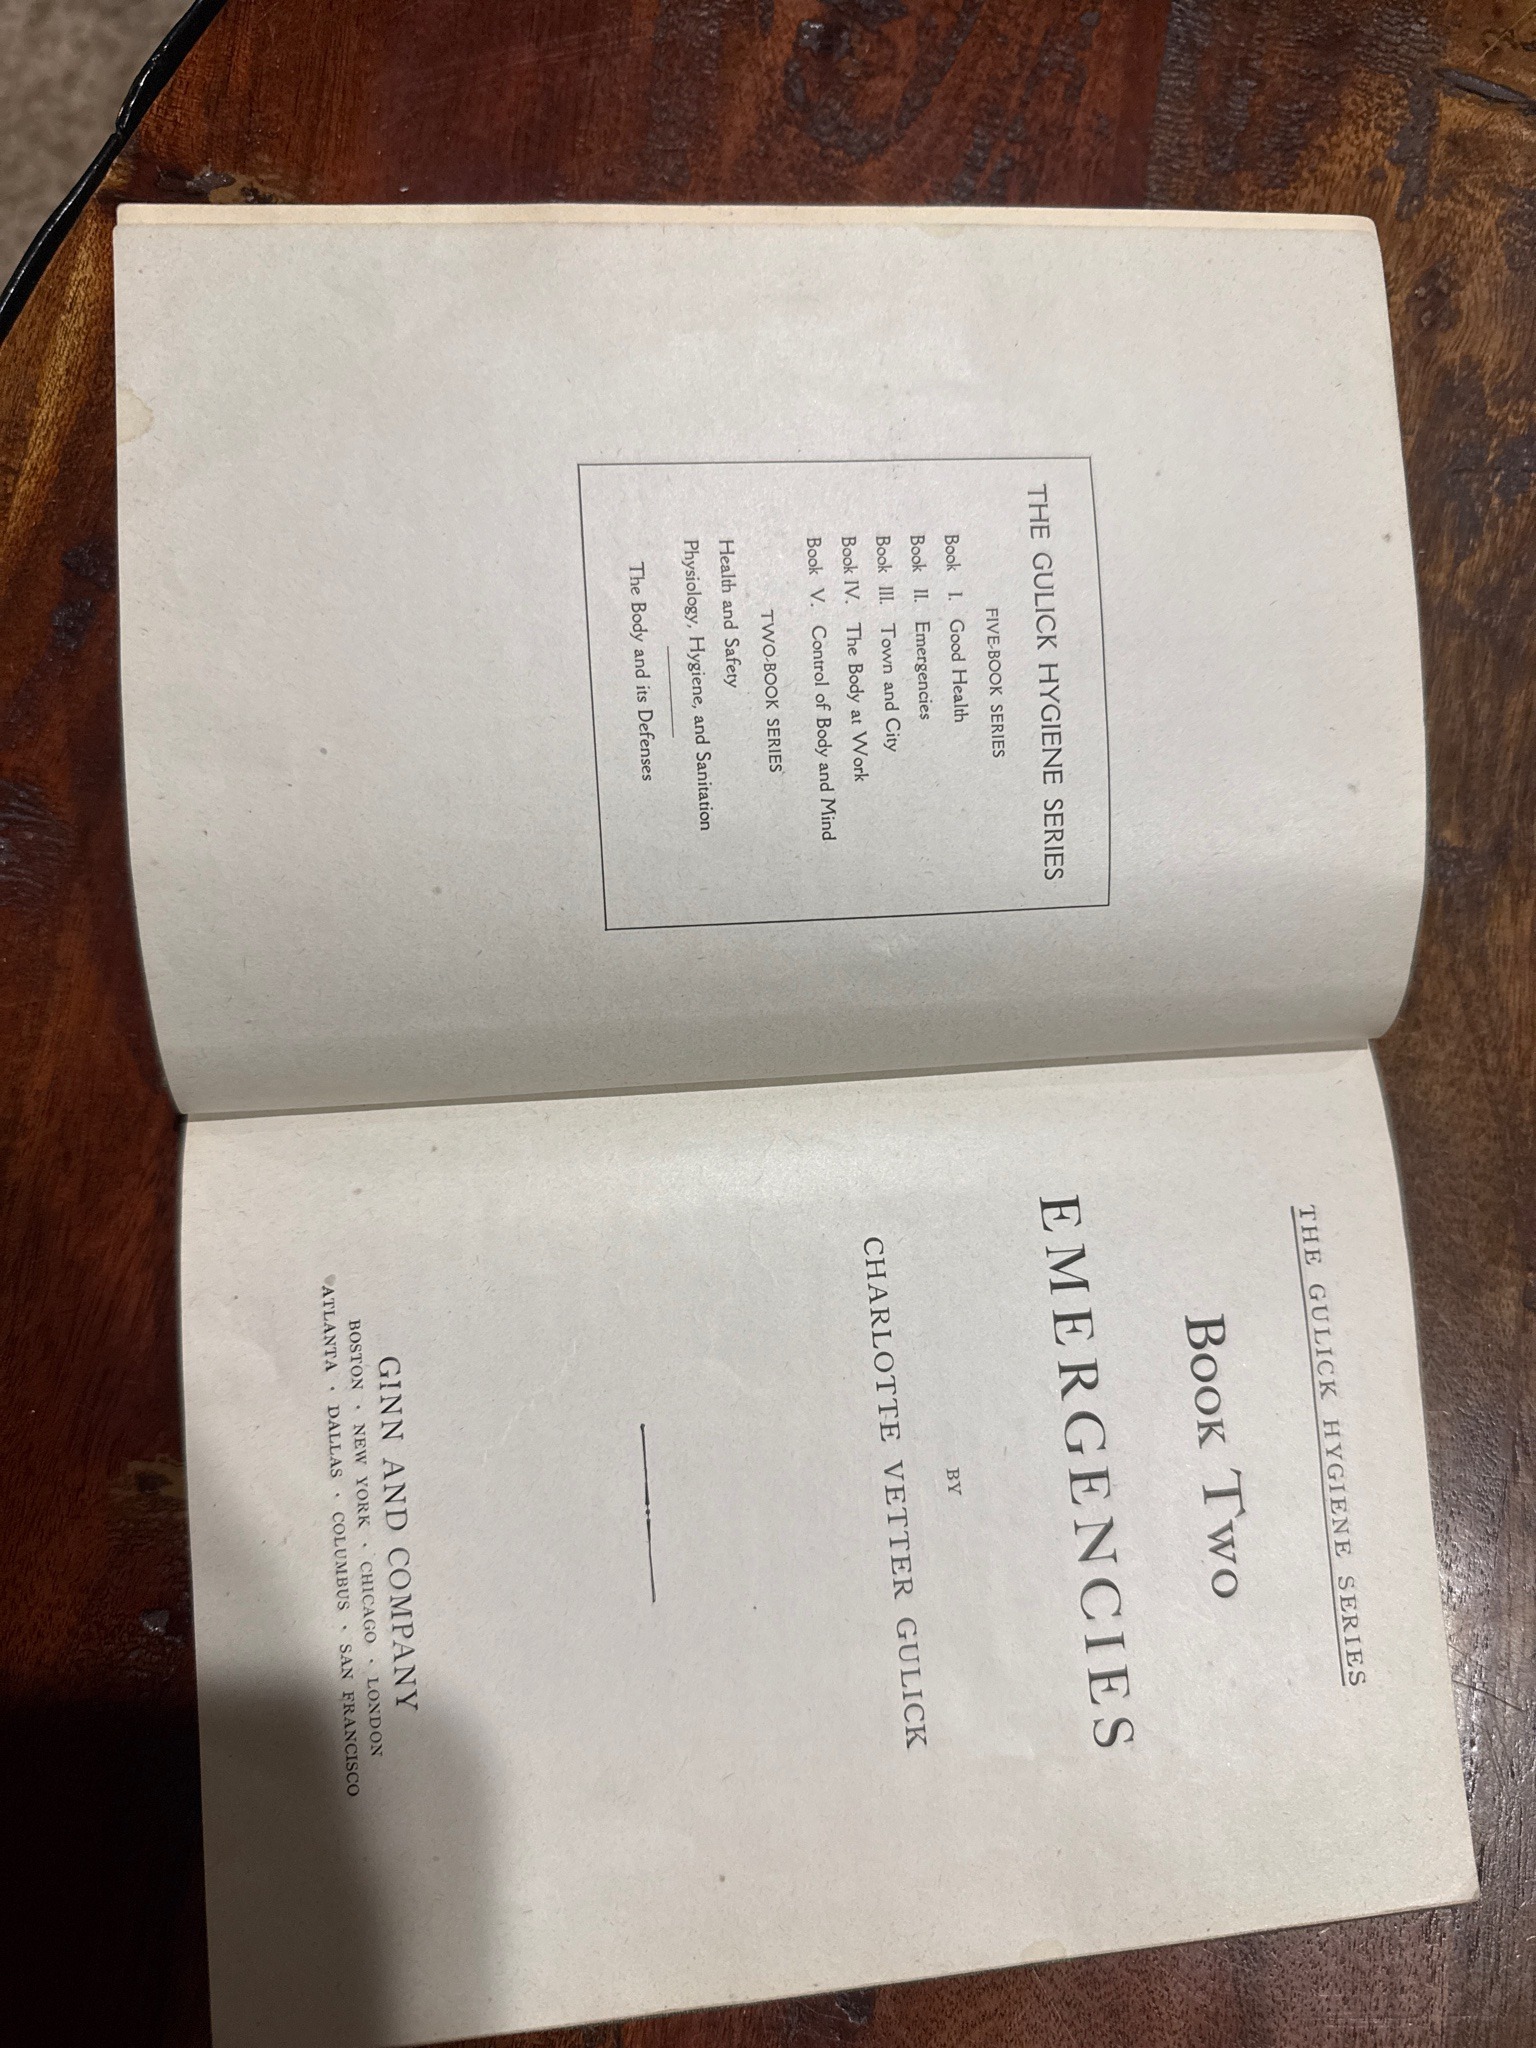 THE GULICK HYGIENE SERIES
FIVE-BOOK SERIES
Book I. Good Health
Book II. Emergencies
Book III. Town and City
Book IV. The Body at Work
Book V. Control of Body and Mind
TWO-BOOK SERIES
Health and Safety
Physiology, Hygiene, and Sanitation
The Body and its Defenses
THE GULICK HYGIENE SERIES
BOOK TWO
EMERGENCIES
BY
CHARLOTTE VETTER GULICK
GINN AND COMPANY
BOSTON · NEW YORK · CHICAGO · LONDON
ATLANTA · DALLAS · COLUMBUS · SAN FRANCISCO